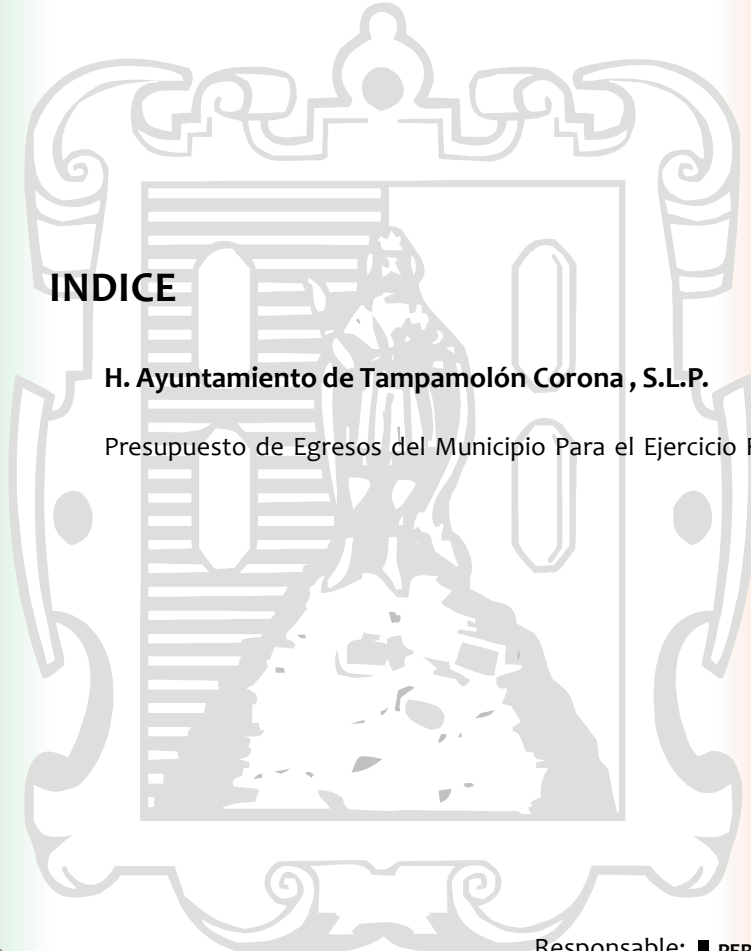 INDICE
H. Ayuntamiento de Tampamolón Corona , S.L.P.
Presupuesto de Egresos del Municipio Para el Ejercicio
Responsable: